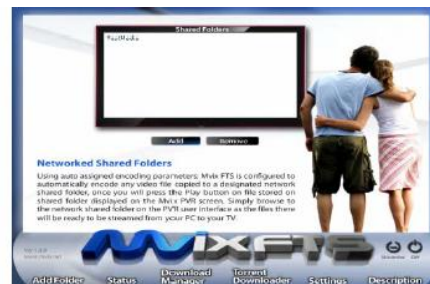 Shared Folders
Add Remove
Networked Shared Folders
Using auto assigned encoding parameters; Mvix FTS is configured to
automatically encode any video file copied to a designated network
shared folder, once you will press the Play button on file stored on
shared folder displayed on the Mvix PVR screen. Simply browse to
the network shared folder on the PVR user interface as the files there
will be ready to be streamed from your PC to your TV.
MVIXFTS
Minimize Off
Add Folder Status Download Manager Torrent Downloader Settings Description